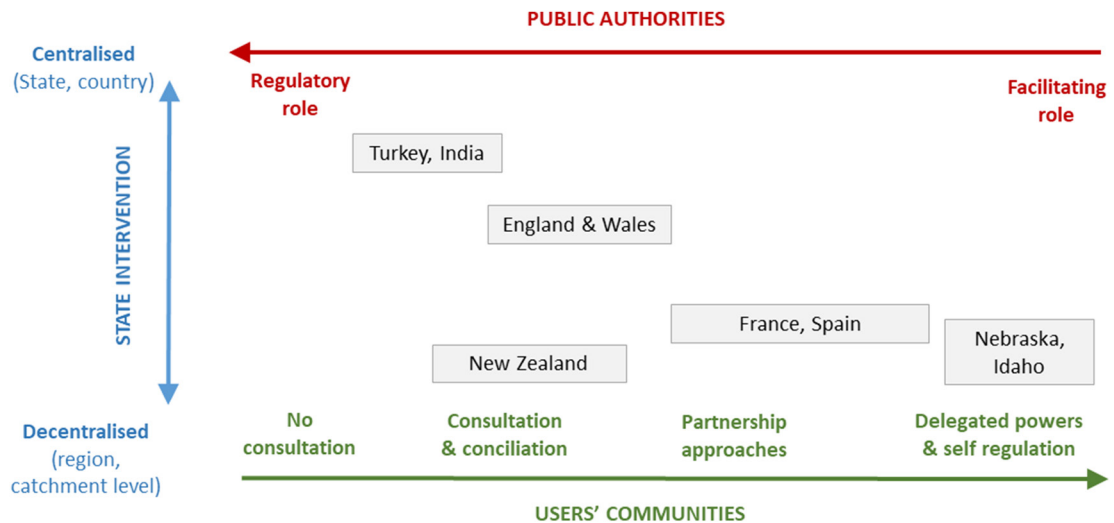 PUBLIC AUTHORITIES
Centralised
(State, country)
Regulatory
role
Facilitating
role
STATE INTERVENTION
Turkey, India
England & Wales
France, Spain
Nebraska,
Idaho
New Zealand
Decentralised
(region,
catchment level)
No
consultation
Consultation
& conciliation
Partnership
approaches
Delegated powers
& self regulation
USERS' COMMUNITIES